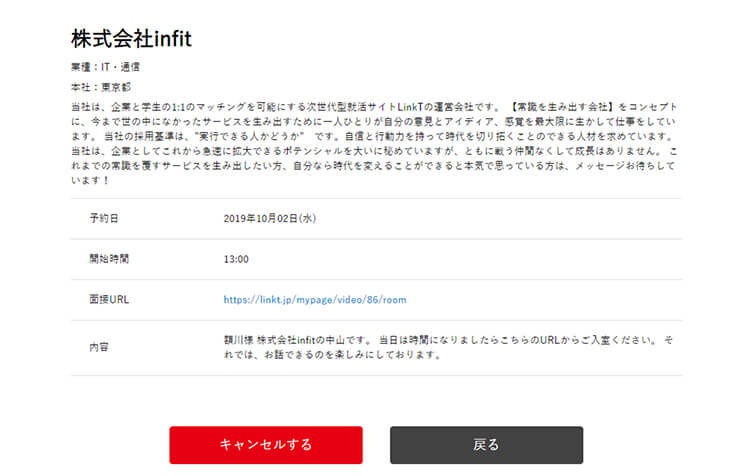 株式会社infit
業種：IT・通信
本社：東京都
当社は、企業と学生の1:1のマッチングを可能にする次世代型就活サイトLinkTの運営会社です。 【常識を生み出す会社】をコンセプト
に、今まで世の中になかったサービスを生み出すために一人ひとりが自分の意見とアイディア、感覚を最大限に生かして仕事をしてい
ます。 当社の採用基準は、"実行できる人かどうか" です。自信と行動力を持って時代を切り拓くことのできる人材を求めています。
当社は、企業としてこれから急速に拡大できるポテンシャルを大いに秘めていますが、ともに戦う仲間なくして成長はありません。 こ
れまでの常識を覆すサービスを生み出したい方、自分なら時代を変えることができると本気で思っている方は、メッセージお待ちして
います！
予約日 2019年10月02日(水)
開始時間 13:00
面接URL https://linkt.jp/mypage/video/86/room
内容 額川様 株式会社infitの中山です。 当日は時間になりましたらこちらのURLからご入室ください。 そ
れでは、お話できるのを楽しみにしております。
キャンセルする 戻る